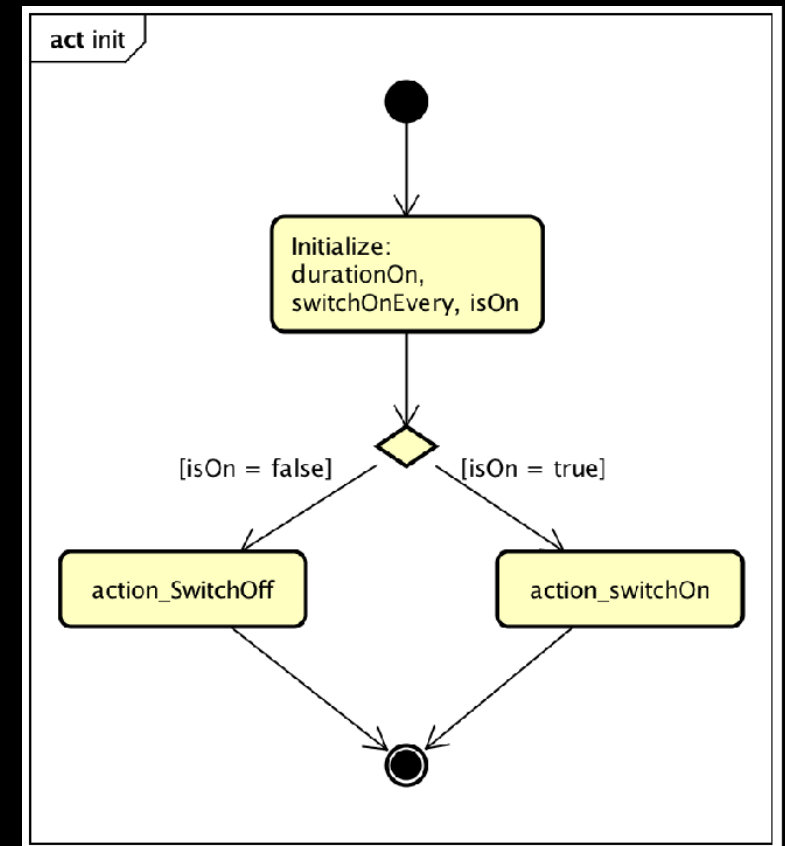 act init
Initialize:
durationOn,
switchOnEvery, isOn
[isOn = false]
[isOn = true]
action_SwitchOff
action_switchOn